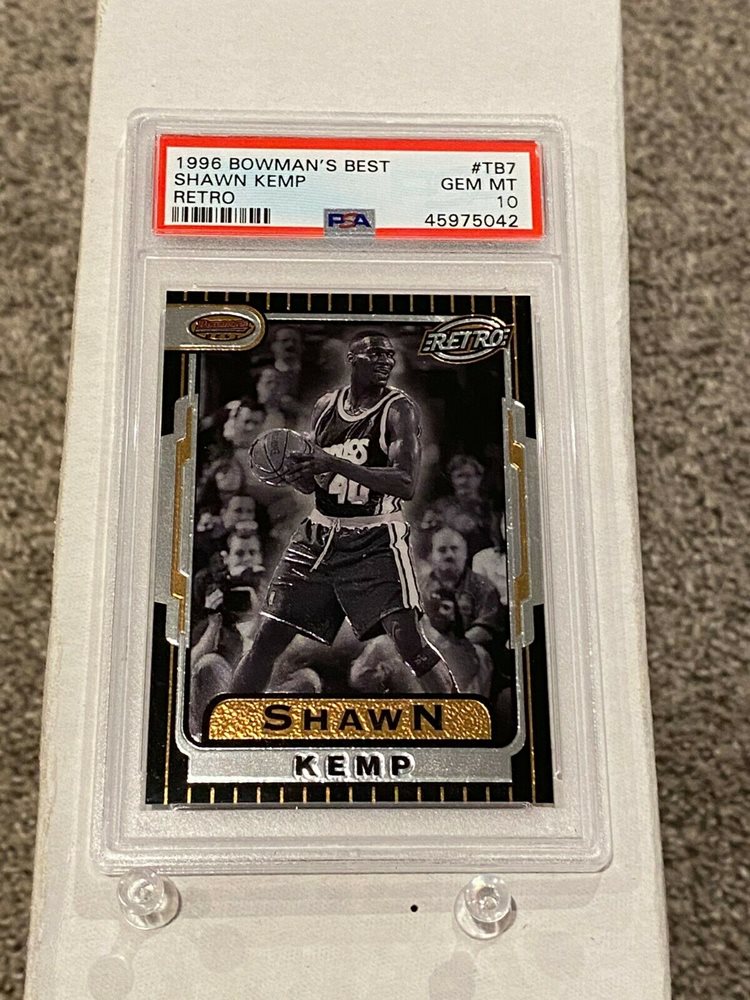 1996 BOWMAN'S BEST #TB7
SHAWN KEMP GEM MT
RETRO 10
PSA 45975042
RETRO
40
SHAWN
KEMP